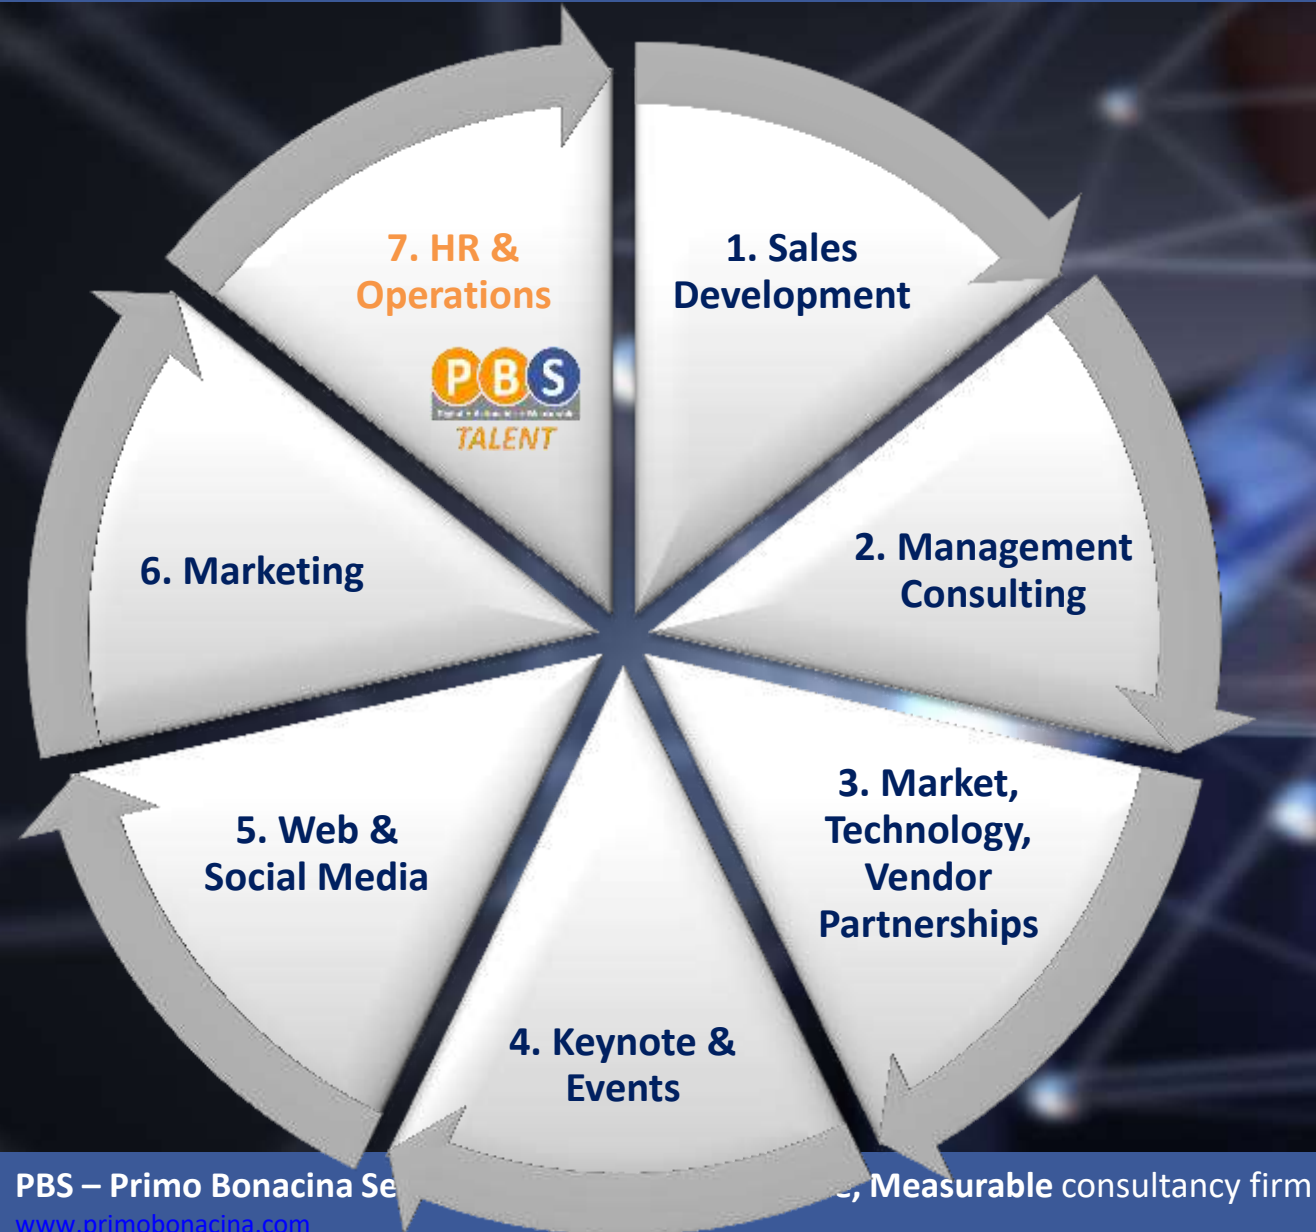 7. HR &
Operations
PBS
TALENT
1. Sales
Development
2. Management
Consulting
3. Market,
Technology,
Vendor
Partnerships
4. Keynote &
Events
5. Web &
Social Media
6. Marketing
PBS – Primo Bonacina Se
, Measurable consultancy firm
www.primobonacina.com